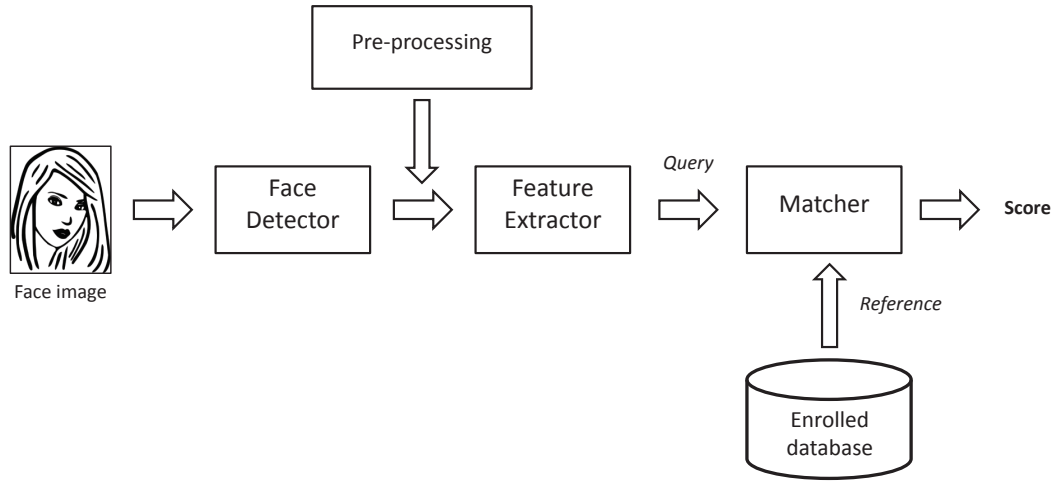 Pre-processing
Face image
Face
Detector
Feature
Extractor
Query
Matcher
Score
Reference
Enrolled
database